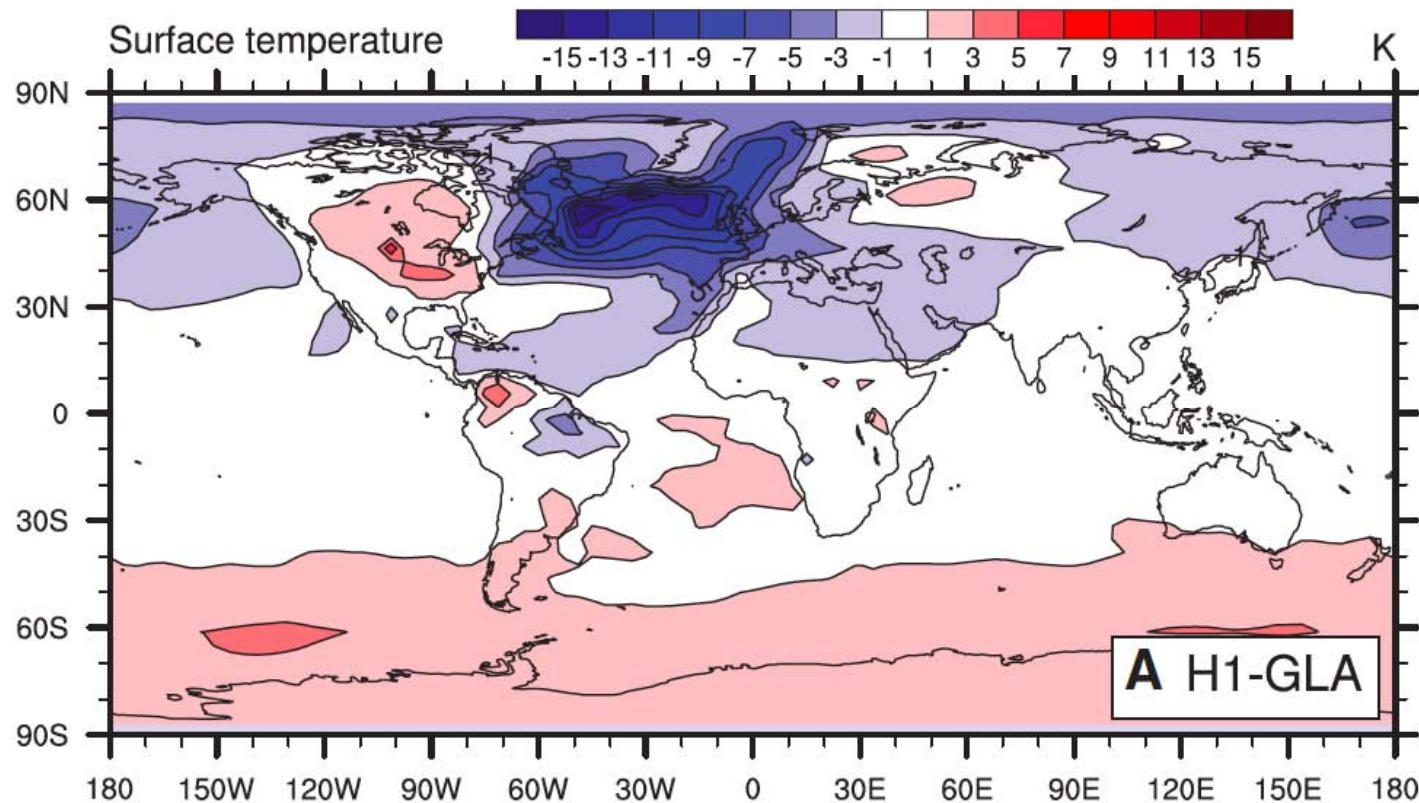 Surface temperature
-15 -13 -11 -9 -7 -5 -3 -1 1 3 5 7 9 11 13 15
K
90N
60N
30N
0
30S
60S
90S
A H1-GLA
180 150W 120W 90W 60W 30W 0 30E 60E 90E 120E 150E 180